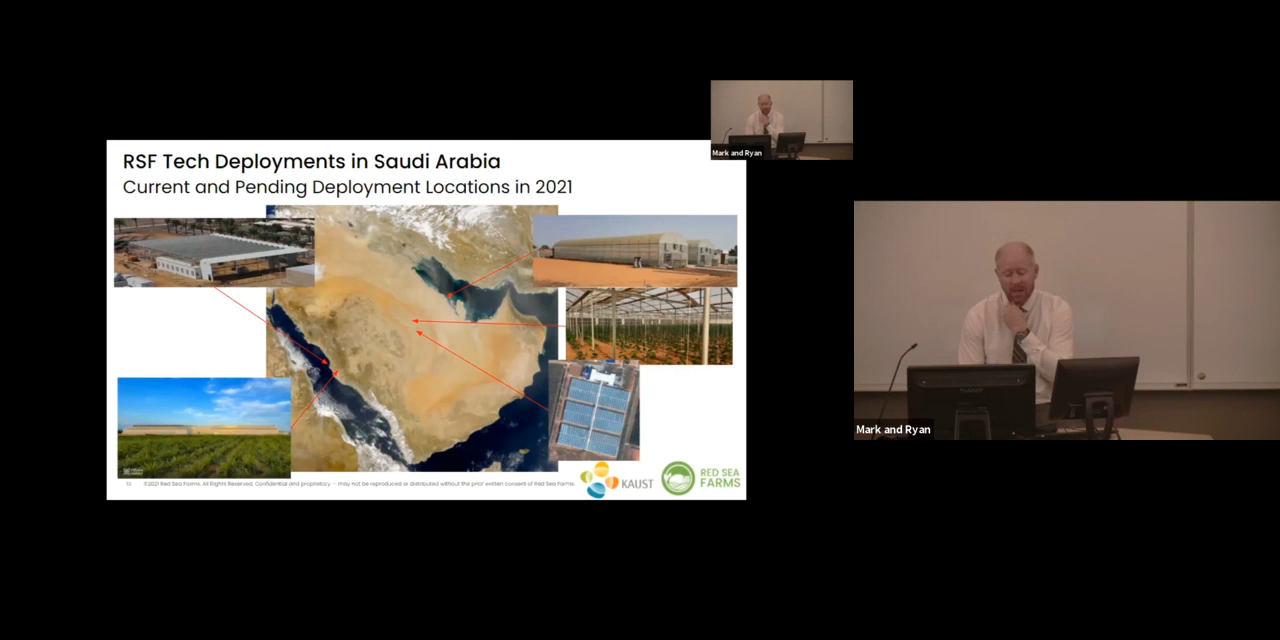 RSF Tech Deployments in Saudi Arabia
Current and Pending Deployment Locations in 2021
Mark and Ryan
Mark and Ryan
©2021 Red Sea Farms. All Rights Reserved. Confidential and proprietary - may not be reproduced or distributed without the prior written consent of Red Sea Farms.
KAUST
RED SEA
FARMS